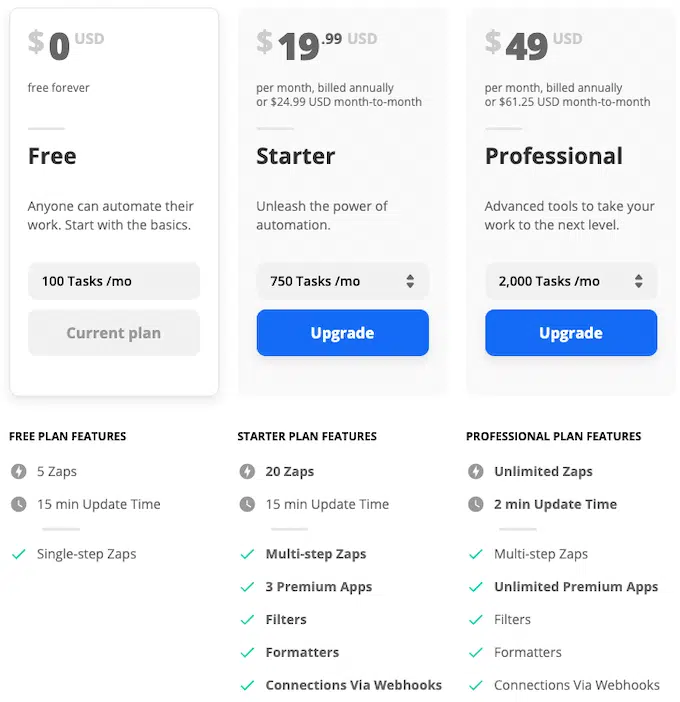 $0 USD
free forever
Free
Anyone can automate their
work. Start with the basics.
100 Tasks /mo
Current plan
$19.99 USD
per month, billed annually
or $24.99 USD month-to-month
Starter
Unleash the power of
automation.
750 Tasks /mo
Upgrade
$49 USD
per month, billed annually
or $61.25 USD month-to-month
Professional
Advanced tools to take your
work to the next level.
2,000 Tasks /mo
Upgrade
FREE PLAN FEATURES
5 Zaps
15 min Update Time
Single-step Zaps
STARTER PLAN FEATURES
20 Zaps
15 min Update Time
Multi-step Zaps
3 Premium Apps
Filters
Formatters
Connections Via Webhooks
PROFESSIONAL PLAN FEATURES
Unlimited Zaps
2 min Update Time
Multi-step Zaps
Unlimited Premium Apps
Filters
Formatters
Connections Via Webhooks